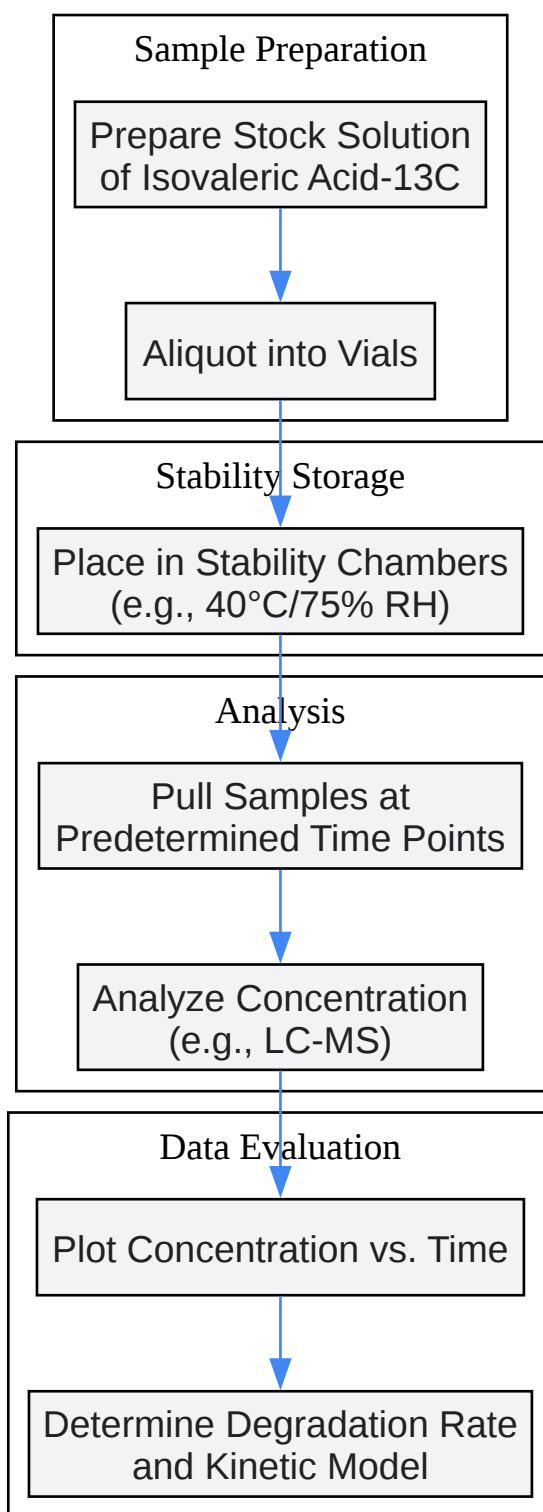 Sample Preparation
Prepare Stock Solution
of Isovaleric Acid-13C
Aliquot into Vials
Stability Storage
Place in Stability Chambers
(e.g., 40°C/75% RH)
Analysis
Pull Samples at
Predetermined Time Points
Analyze Concentration
(e.g., LC-MS)
Data Evaluation
Plot Concentration vs. Time
Determine Degradation Rate
and Kinetic Model